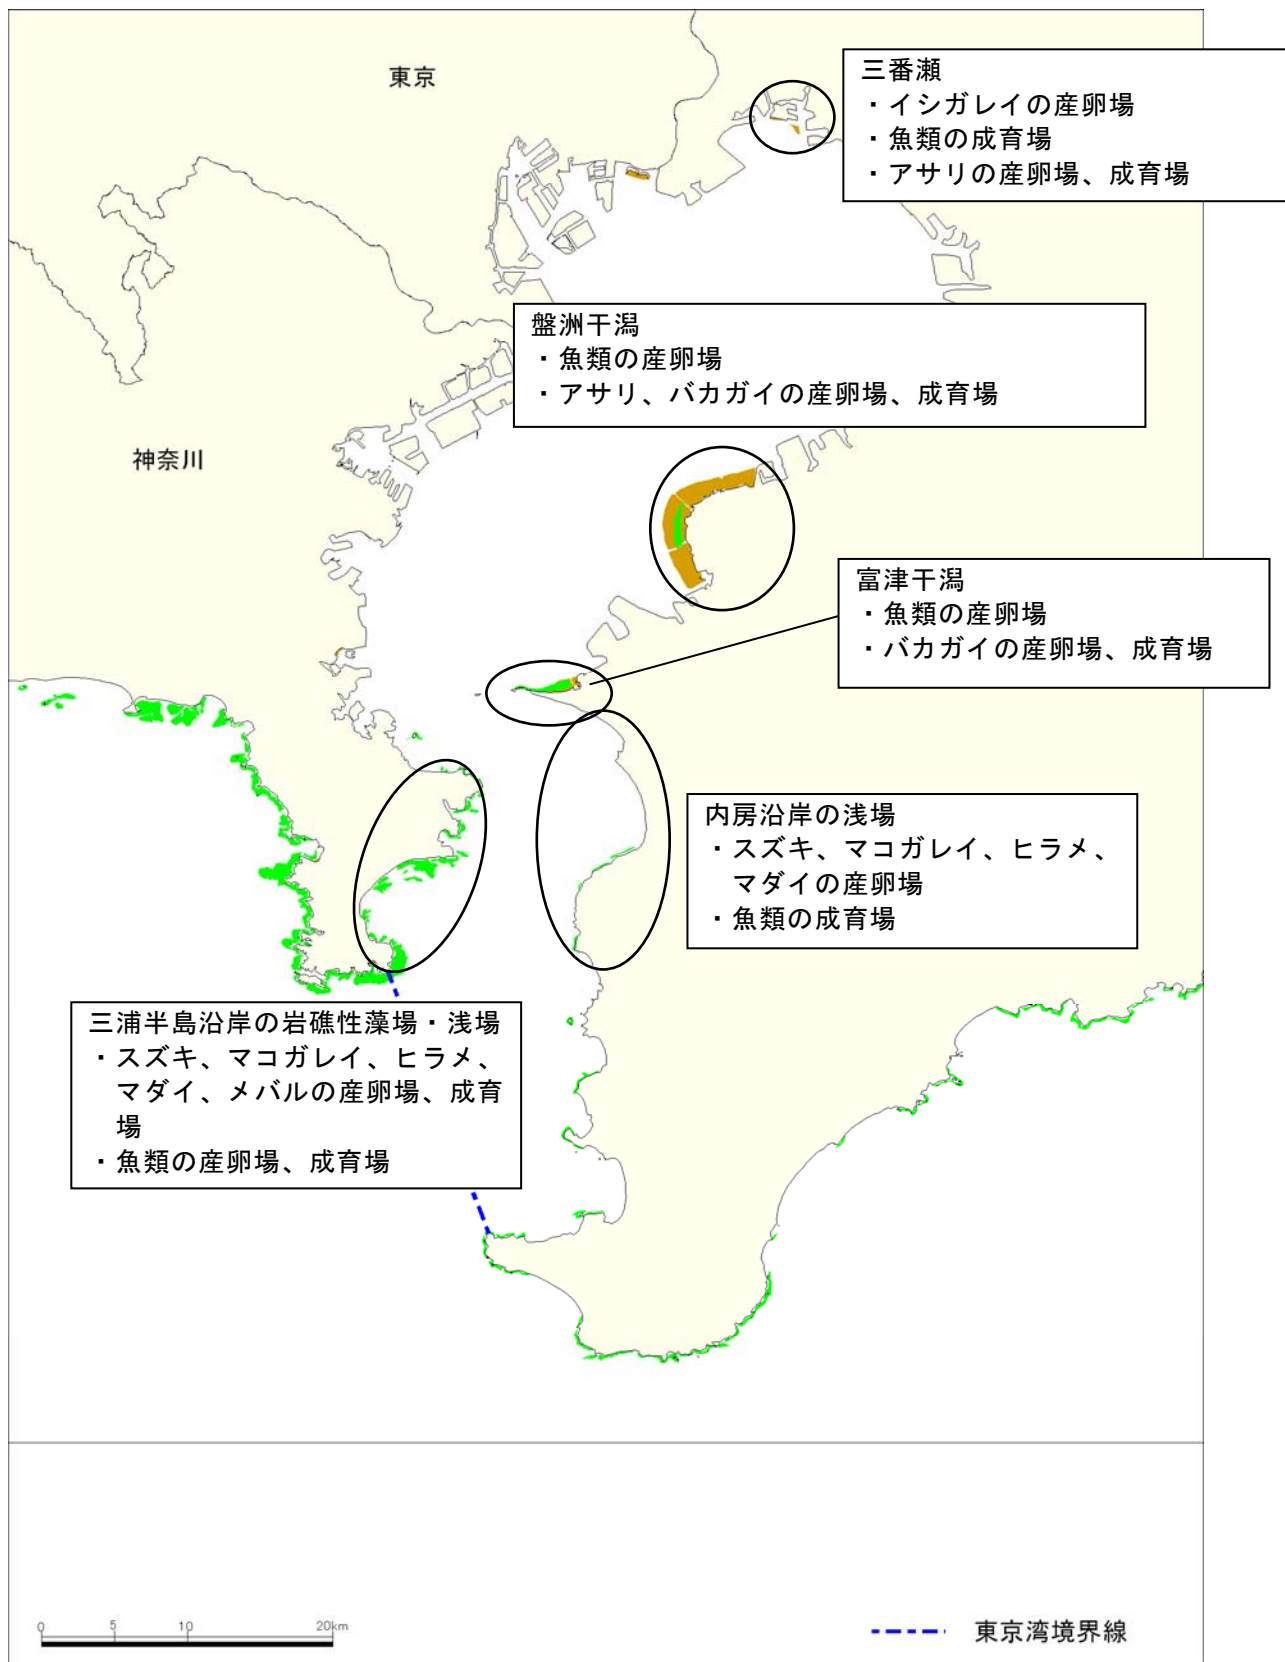 東京
三番瀬
・イシガレイの産卵場
・魚類の成育場
・アサリの産卵場、成育場
盤洲干潟
・魚類の産卵場
・アサリ、バカガイの産卵場、成育場
神奈川
富津干潟
・魚類の産卵場
・バカガイの産卵場、成育場
内房沿岸の浅場
・スズキ、マコガレイ、ヒラメ、
マダイの産卵場
・魚類の成育場
三浦半島沿岸の岩礁性藻場・浅場
・スズキ、マコガレイ、ヒラメ、
マダイ、メバルの産卵場、成育
場
・魚類の産卵場、成育場
0 5 10 20km
東京湾境界線